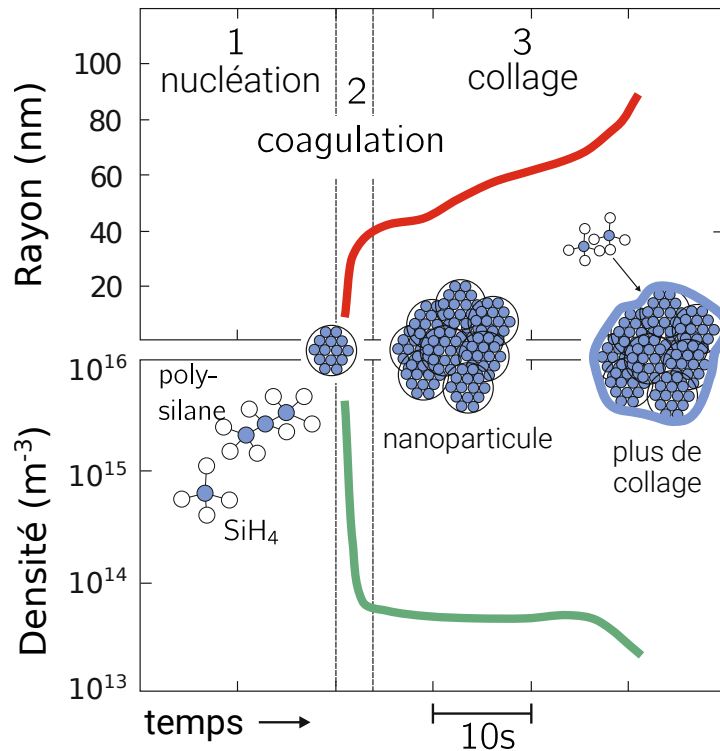 1
nucléation
2
coagulation
3
collage
Rayon (nm)
100
80
60
40
20
Densité (m⁻³)
10¹⁶
10¹⁵
10¹⁴
10¹³
poly-
silane
SiH₄
nanoparticule
plus de
collage
temps
10s